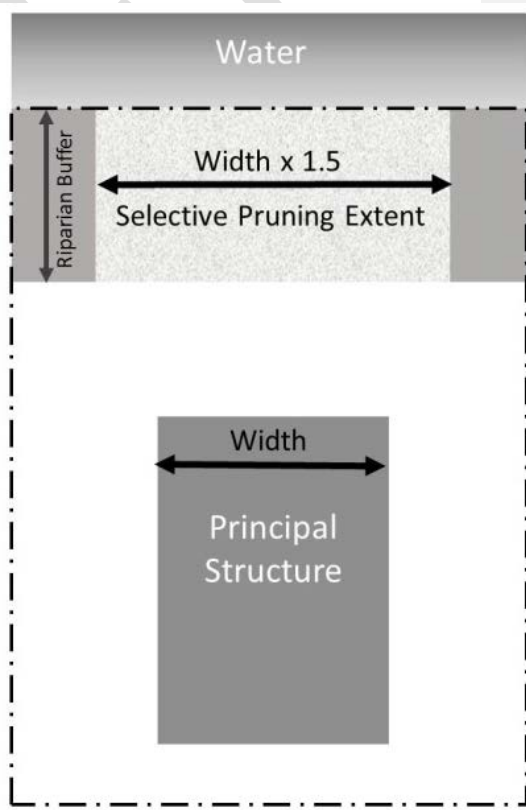 Water
Riparian Buffer
Width x 1.5
Selective Pruning Extent
Width
Principal
Structure